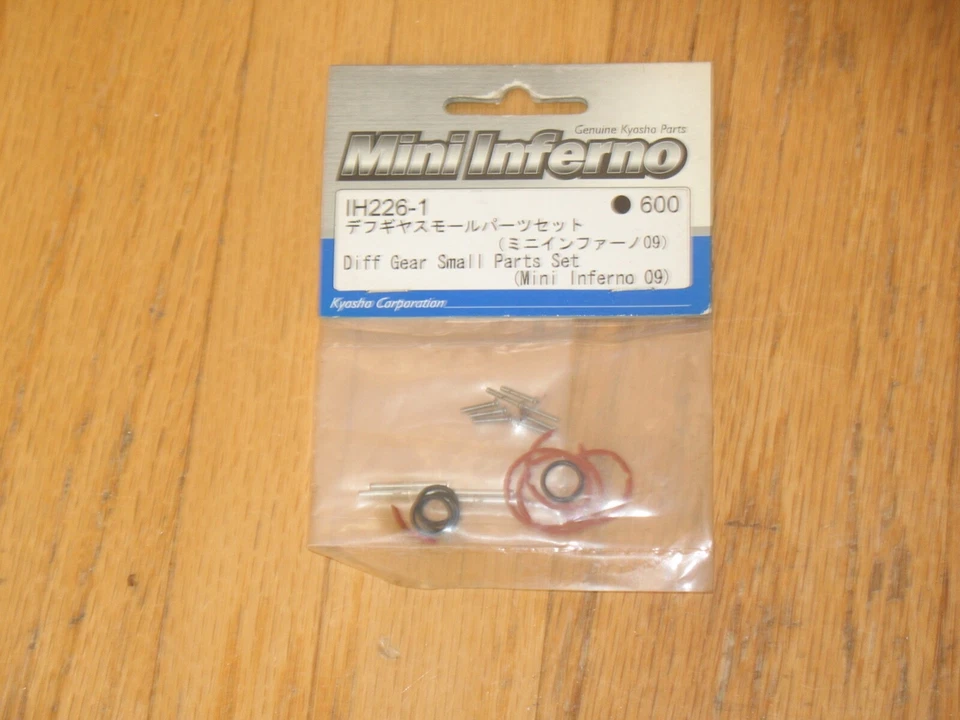 Genuine Kyosho Parts
Mini Inferno
IH226-1 ● 600
デフギヤスモールパーツセット
(ミニインファーノ09)
Diff Gear Small Parts Set
(Mini Inferno 09)
Kyosho Corporation